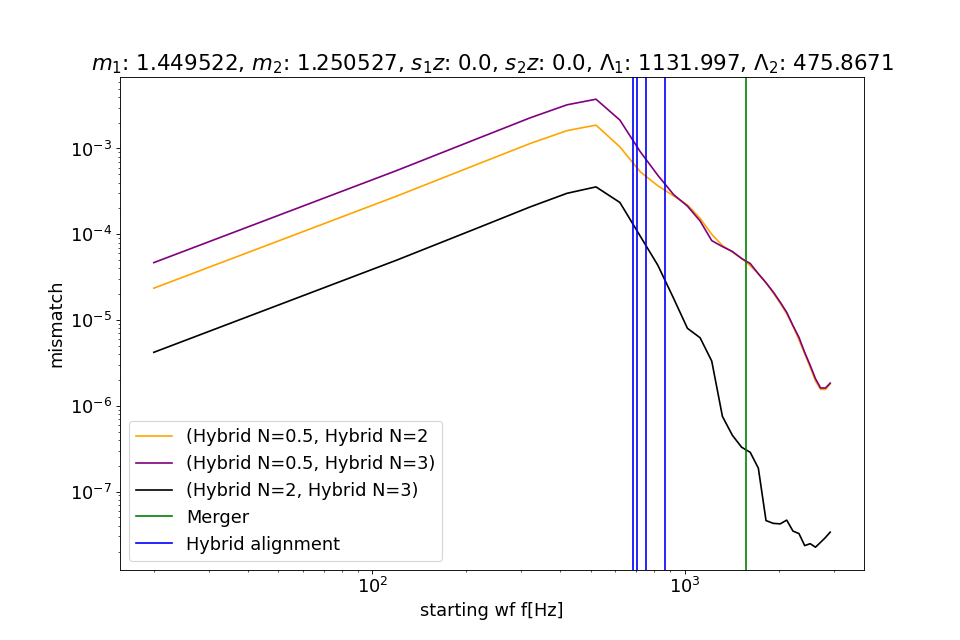 m₁: 1.449522, m₂: 1.250527, s₁z: 0.0, s₂z: 0.0, Λ₁: 1131.997, Λ₂: 475.8671
mismatch
10⁻³
10⁻⁴
10⁻⁵
10⁻⁶
10⁻⁷
(Hybrid N=0.5, Hybrid N=2
(Hybrid N=0.5, Hybrid N=3)
(Hybrid N=2, Hybrid N=3)
Merger
Hybrid alignment
10² 10³
starting wf f[Hz]